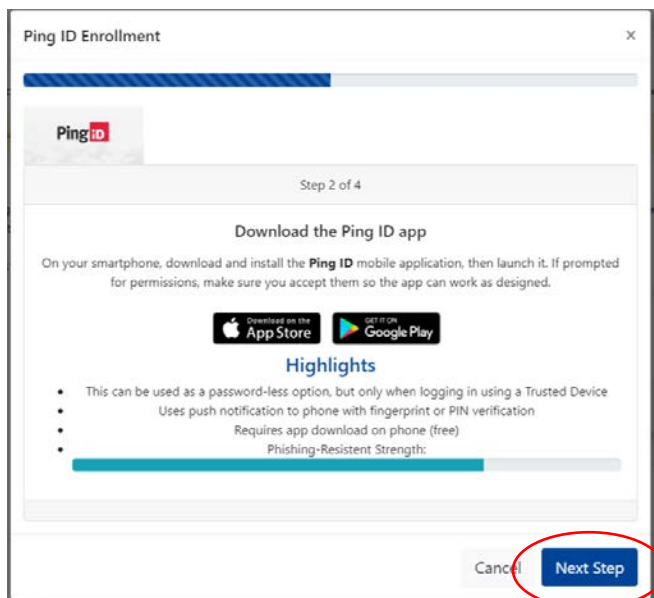 Ping ID Enrollment ×
Ping iD
Step 2 of 4
Download the Ping ID app
On your smartphone, download and install the Ping ID mobile application, then launch it. If prompted
for permissions, make sure you accept them so the app can work as designed.
Download on the App Store
GET IT ON Google Play
Highlights
• This can be used as a password-less option, but only when logging in using a Trusted Device
• Uses push notification to phone with fingerprint or PIN verification
• Requires app download on phone (free)
• Phishing-Resistent Strength:
Cancel Next Step